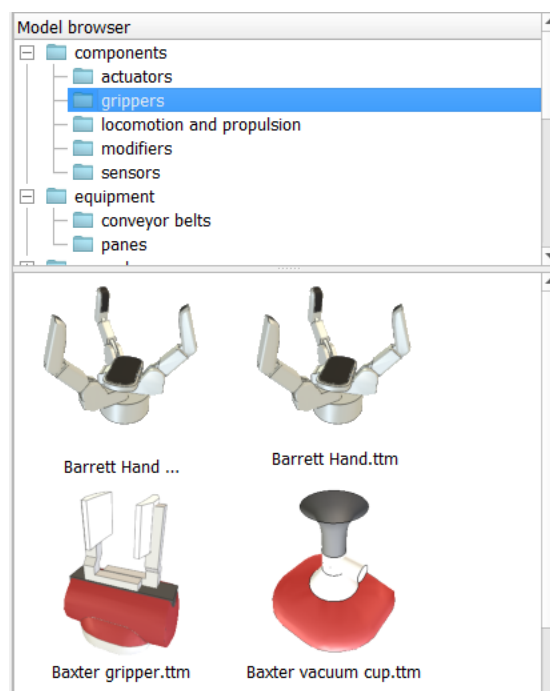 Model browser
components
actuators
grippers
locomotion and propulsion
modifiers
sensors
equipment
conveyor belts
panes
Barrett Hand ...
Barrett Hand.ttm
Baxter gripper.ttm
Baxter vacuum cup.ttm